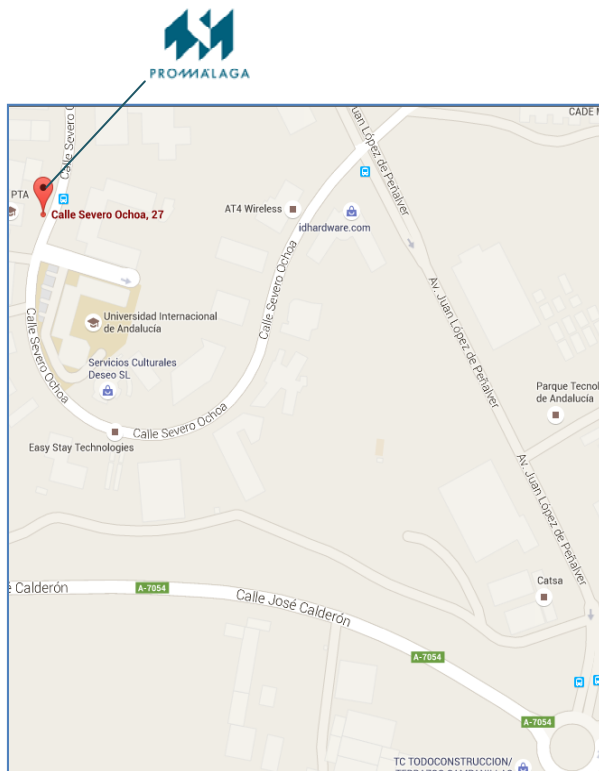 PROMÁLAGA
CADE
Calle Severo O
Juan López de Peñalver
PTA
Calle Severo Ochoa, 27
AT4 Wireless
idhardware.com
Calle Severo Ochoa
Av. Juan López de Peñalver
Universidad Internacional
de Andalucía
Calle Severo Ochoa
Servicios Culturales
Deseo SL
Parque Tecnol
de Andalucía
Calle Severo Ochoa
Easy Stay Technologies
Av. Juan López de Peñalver
Catsa
e Calderón
A-7054
Calle José Calderón
A-7054
A-7054
TC TODOCONSTRUCCION/